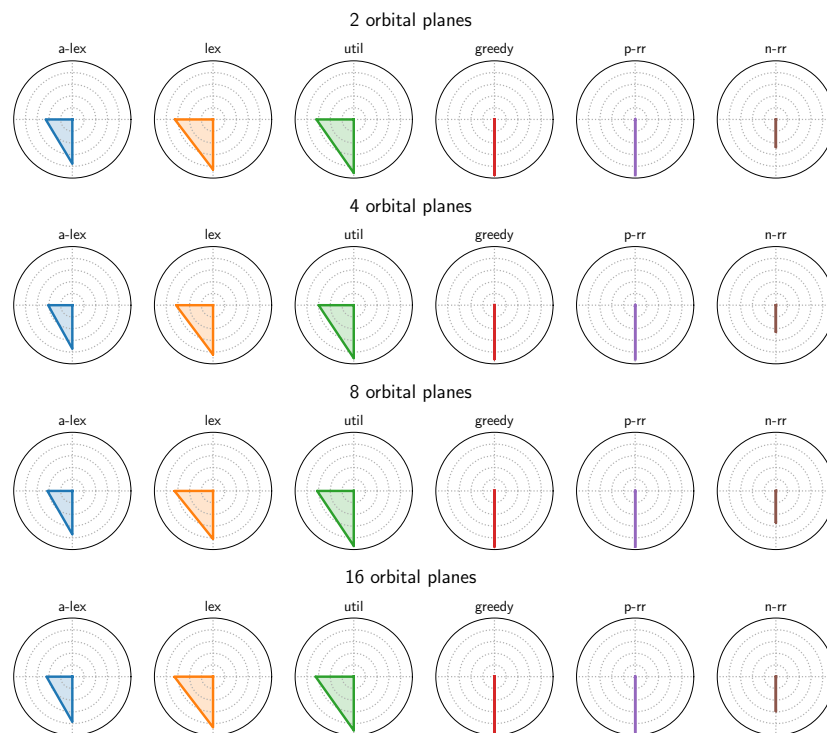 2 orbital planes
a-lex lex util greedy p-rr n-rr
4 orbital planes
a-lex lex util greedy p-rr n-rr
8 orbital planes
a-lex lex util greedy p-rr n-rr
16 orbital planes
a-lex lex util greedy p-rr n-rr